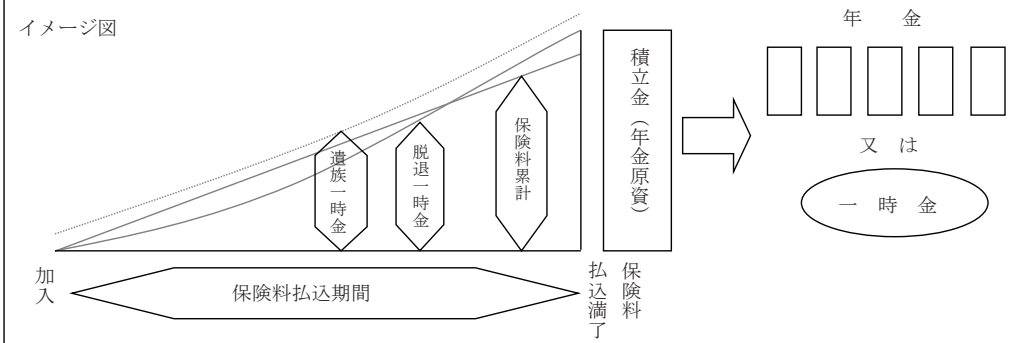 イメージ図
遺族一時金
脱退一時金
保険料累計
積立金（年金原資）
年 金
又 は
一 時 金
加入
保険料払込期間
保険料
払込満了